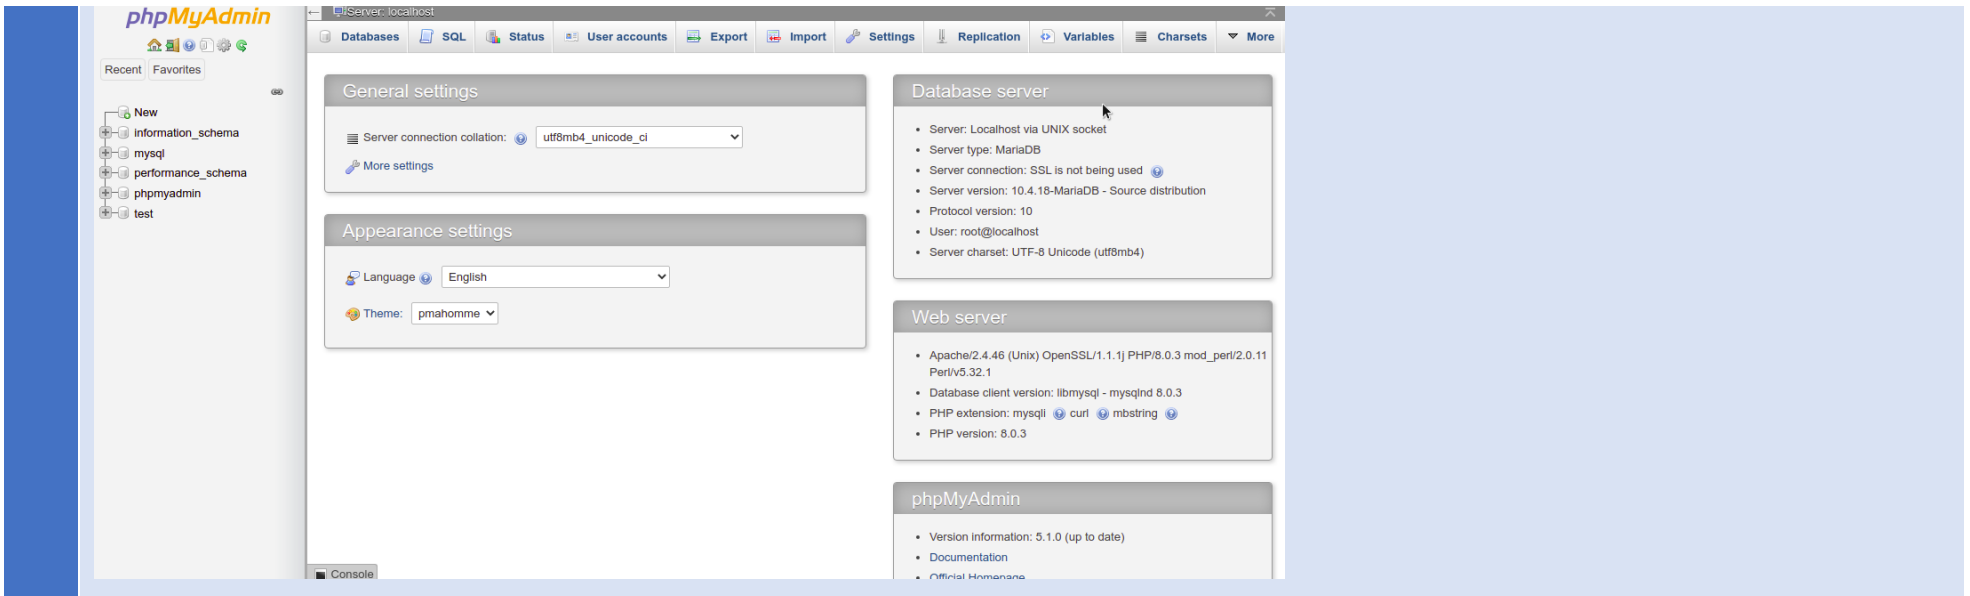 phpMyAdmin
Recent Favorites
New
information_schema
mysql
performance_schema
phpmyadmin
test
Server: localhost
Databases SQL Status User accounts Export Import Settings Replication Variables Charsets More
General settings
Server connection collation: utf8mb4_unicode_ci
More settings
Appearance settings
Language English
Theme: pmahomme
Database server
Server: Localhost via UNIX socket
Server type: MariaDB
Server connection: SSL is not being used
Server version: 10.4.18-MariaDB - Source distribution
Protocol version: 10
User: root@localhost
Server charset: UTF-8 Unicode (utf8mb4)
Web server
Apache/2.4.46 (Unix) OpenSSL/1.1.1j PHP/8.0.3 mod_perl/2.0.11
Perl/v5.32.1
Database client version: libmysql - mysqlnd 8.0.3
PHP extension: mysqli curl mbstring
PHP version: 8.0.3
phpMyAdmin
Version information: 5.1.0 (up to date)
Documentation
Official Homepage
Console